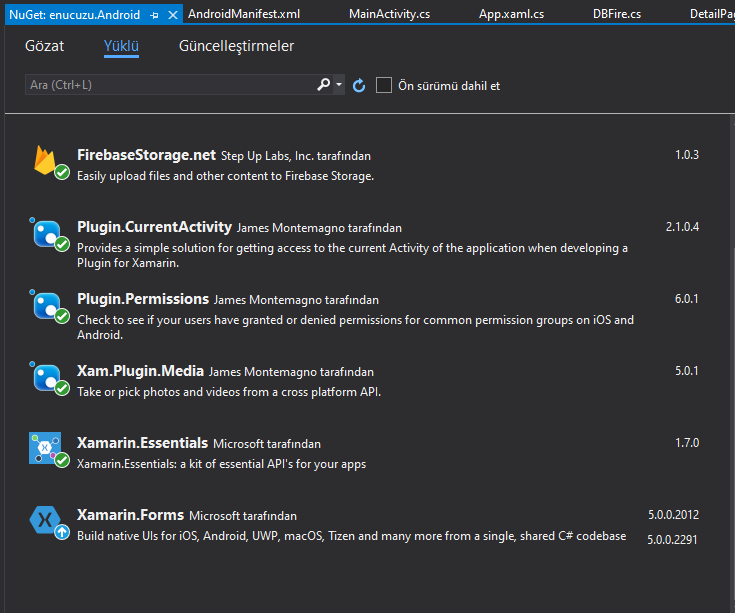 NuGet: enucuzu.Android AndroidManifest.xml MainActivity.cs App.xaml.cs DBFire.cs DetailPag
Gözat Yüklü Güncelleştirmeler
Ara (Ctrl+L) Ön sürümü dahil et
FirebaseStorage.net Step Up Labs, Inc. tarafından 1.0.3
Easily upload files and other content to Firebase Storage.
Plugin.CurrentActivity James Montemagno tarafından 2.1.0.4
Provides a simple solution for getting access to the current Activity of the application when developing a
Plugin for Xamarin.
Plugin.Permissions James Montemagno tarafından 6.0.1
Check to see if your users have granted or denied permissions for common permission groups on iOS and
Android.
Xam.Plugin.Media James Montemagno tarafından 5.0.1
Take or pick photos and videos from a cross platform API.
Xamarin.Essentials Microsoft tarafından 1.7.0
Xamarin.Essentials: a kit of essential API's for your apps
Xamarin.Forms Microsoft tarafından 5.0.0.2012
Build native UIs for iOS, Android, UWP, macOS, Tizen and many more from a single, shared C# codebase 5.0.0.2291